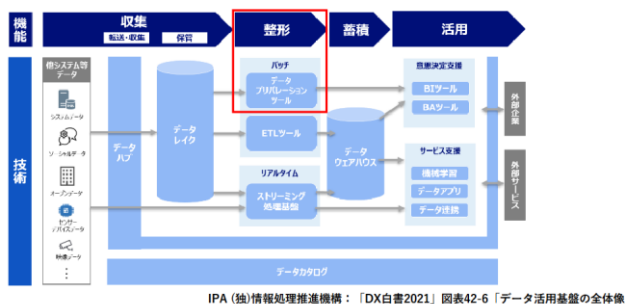 機能
収集
転送・収集
保管
整形
蓄積
活用
技術
他システム等
データ
システムデータ
ソーシャルデータ
オープンデータ
センサー
デバイスデータ
映像データ
データ
ハブ
データ
レイク
バッチ
データ
プリパレーション
ツール
ETLツール
リアルタイム
ストリーミング
処理基盤
データ
ウェアハウス
意思決定支援
BIツール
BAツール
サービス支援
機械学習
データアプリ
データ連携
外部企業
外部サービス
データカタログ
IPA (独)情報処理推進機構:「DX白書2021」図表42-6「データ活用基盤の全体像